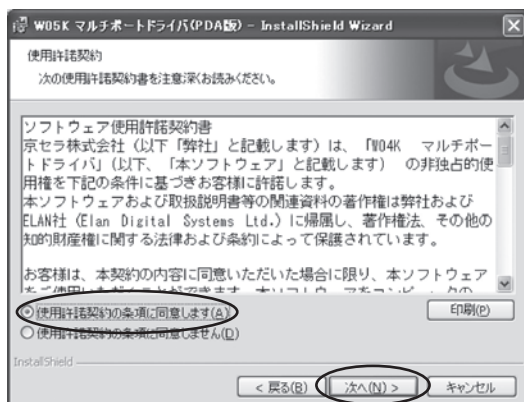 W05K マルチポートドライバ(PDA版) - InstallShield Wizard
使用許諾契約
次の使用許諾契約書を注意深くお読みください。
ソフトウェア使用許諾契約書
京セラ株式会社（以下「弊社」と記載します）は、「W04K　マルチポー
トドライバ」（以下、「本ソフトウェア」と記載します）　の非独占的使
用権を下記の条件に基づきお客様に許諾します。
本ソフトウェアおよび取扱説明書等の関連資料の著作権は弊社および
ELAN社（Elan Digital Systems Ltd.）に帰属し、著作権法、その他の
知的財産権に関する法律および条約によって保護されています。
お客様は、本契約の内容に同意いただいた場合に限り、本ソフトウェア
使用許諾契約の条項に同意します(A)
印刷(P)
使用許諾契約の条項に同意しません(D)
InstallShield
< 戻る(B)
次へ(N) >
キャンセル